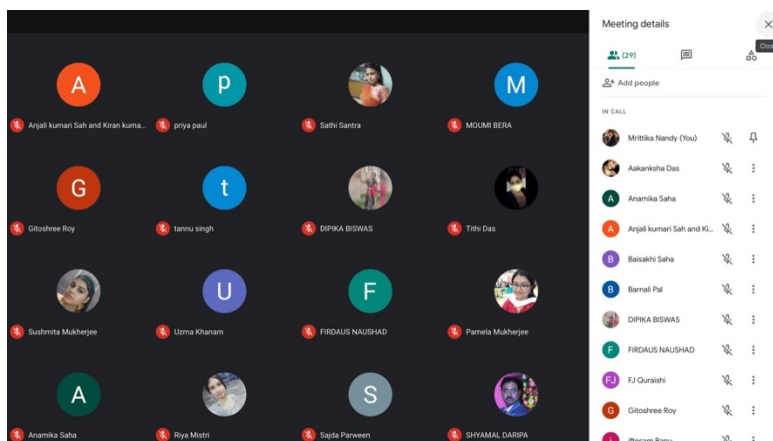 Anjali kumari Sah and Kiran kuma...
priya paul
Sathi Santra
MOUMI BERA
Gitoshree Roy
tannu singh
DIPIKA BISWAS
Tithi Das
Sushmita Mukherjee
Uzma Khanam
FIRDAUS NAUSHAD
Pamela Mukherjee
Anamika Saha
Riya Mistri
Sajda Parween
SHYAMAL DARIPA
A
p
M
G
t
U
F
A
S
Meeting details
Clos
(29)
Add people
IN CALL
Mrittika Nandy (You)
Aakanksha Das
A Anamika Saha
A Anjali kumari Sah and Ki...
B Baisakhi Saha
B Barnali Pal
DIPIKA BISWAS
F FIRDAUS NAUSHAD
FJ FJ Quraishi
G Gitoshree Roy